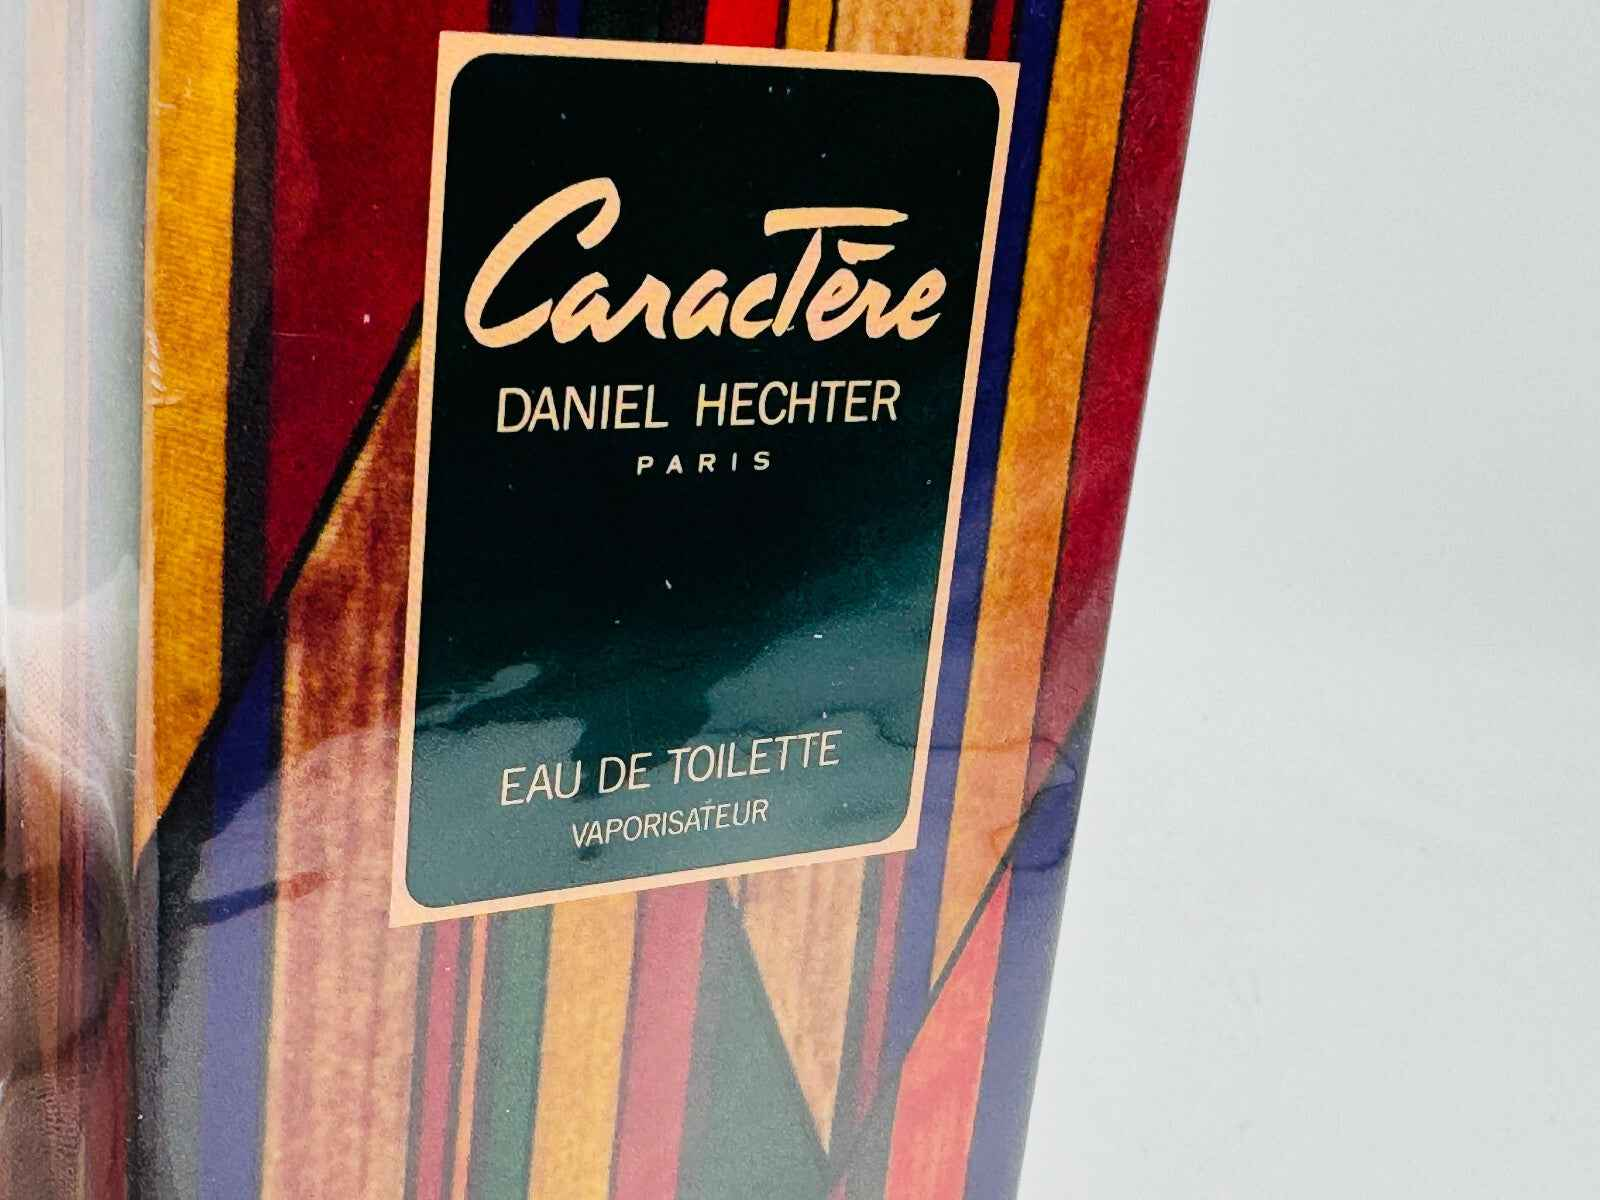 Caractère
DANIEL HECHTER
PARIS
EAU DE TOILETTE
VAPORISATEUR